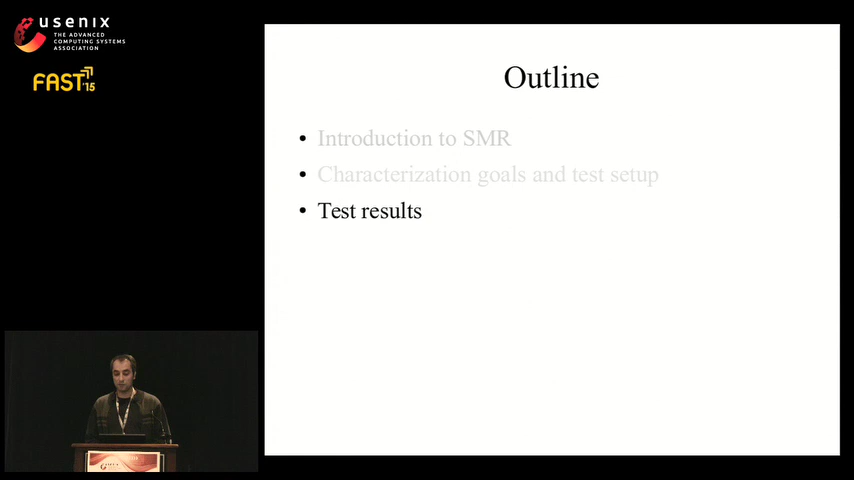 usenix
THE ADVANCED
COMPUTING SYSTEMS
ASSOCIATION
FAST '15
Outline
• Introduction to SMR
• Characterization goals and test setup
• Test results